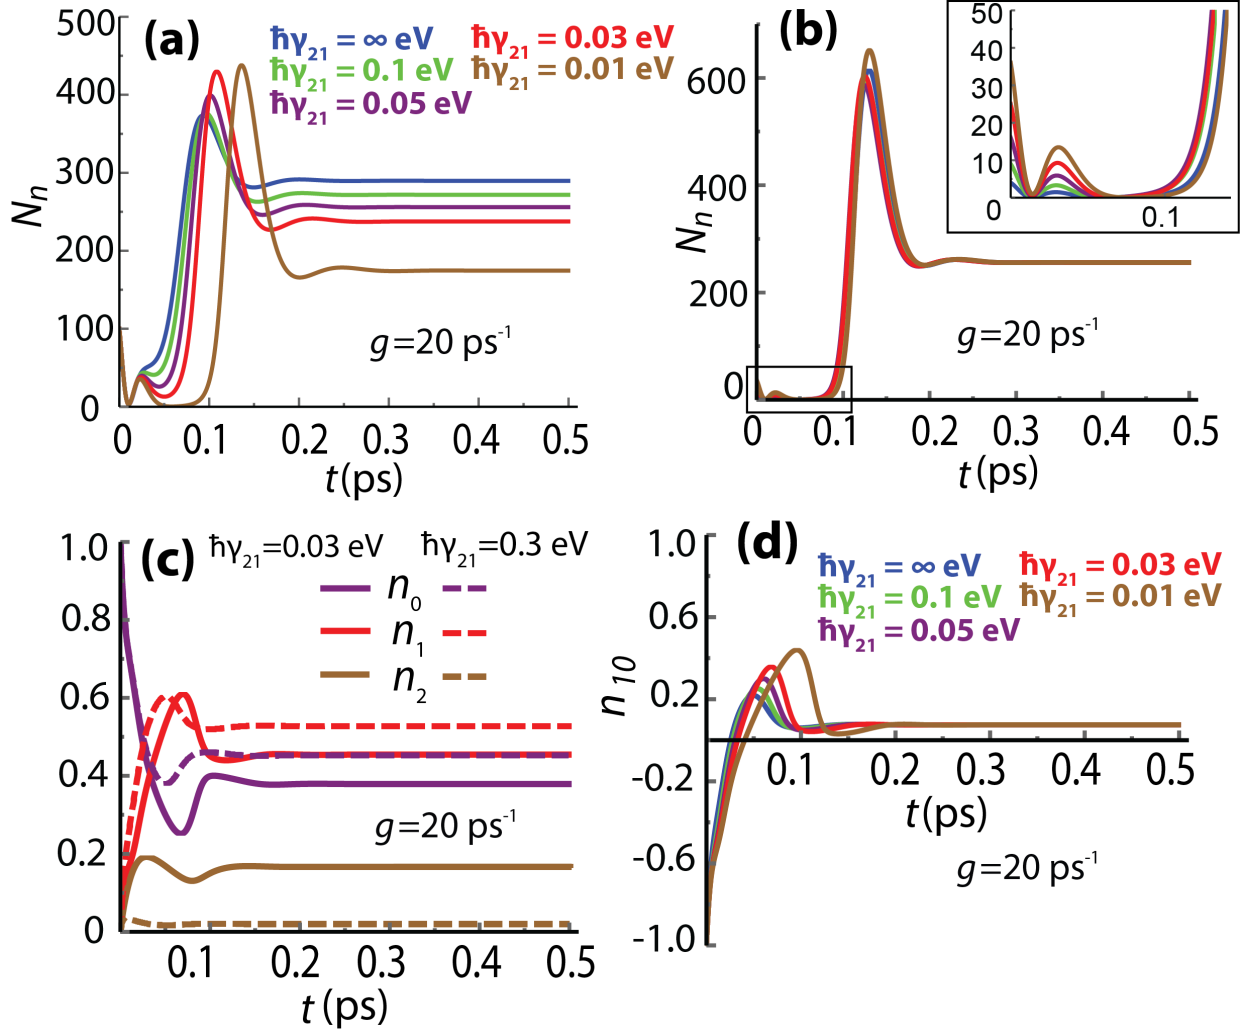 (a)
ħγ21 = ∞ eV
ħγ21 = 0.1 eV
ħγ21 = 0.05 eV
ħγ21 = 0.03 eV
ħγ21 = 0.01 eV
500
400
300
200
100
0
Nn
g=20 ps-1
0 0.1 0.2 0.3 0.4 0.5
t (ps)
(b)
600
400
200
0
Nn
50
40
30
20
10
0
0.1
g=20 ps-1
0 0.1 0.2 0.3 0.4 0.5
t (ps)
(c)
ħγ21=0.03 eV ħγ21=0.3 eV
n0
n1
n2
1.0
0.8
0.6
0.4
0.2
0
g=20 ps-1
0.1 0.2 0.3 0.4 0.5
t (ps)
(d)
ħγ21 = ∞ eV
ħγ21 = 0.1 eV
ħγ21 = 0.05 eV
ħγ21 = 0.03 eV
ħγ21 = 0.01 eV
1.0
0.6
0.2
-0.2
-0.6
-1.0
n10
0.1 0.2 0.3 0.4 0.5
t (ps)
g=20 ps-1